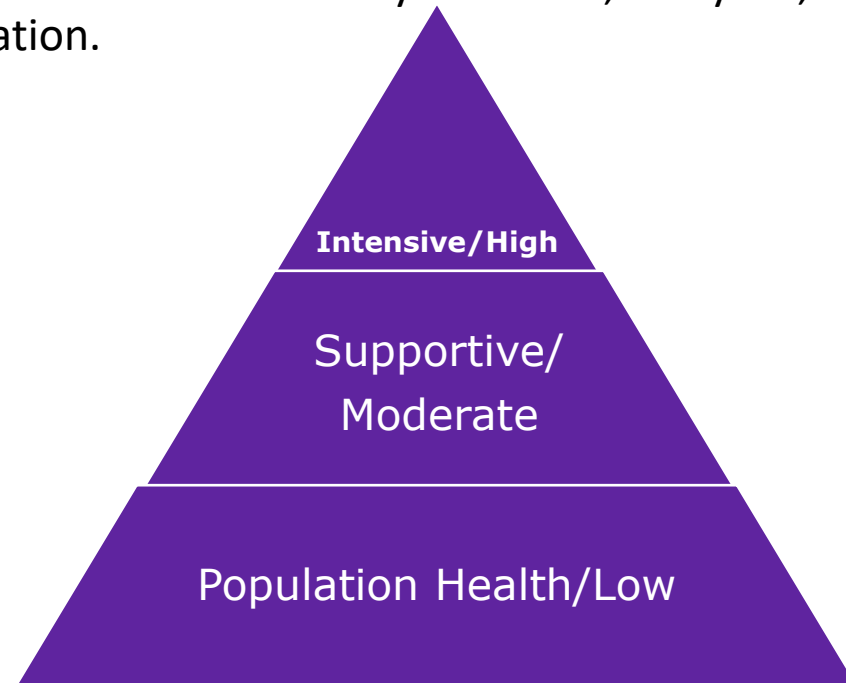 ation.
Intensive/High
Supportive/
Moderate
Population Health/Low